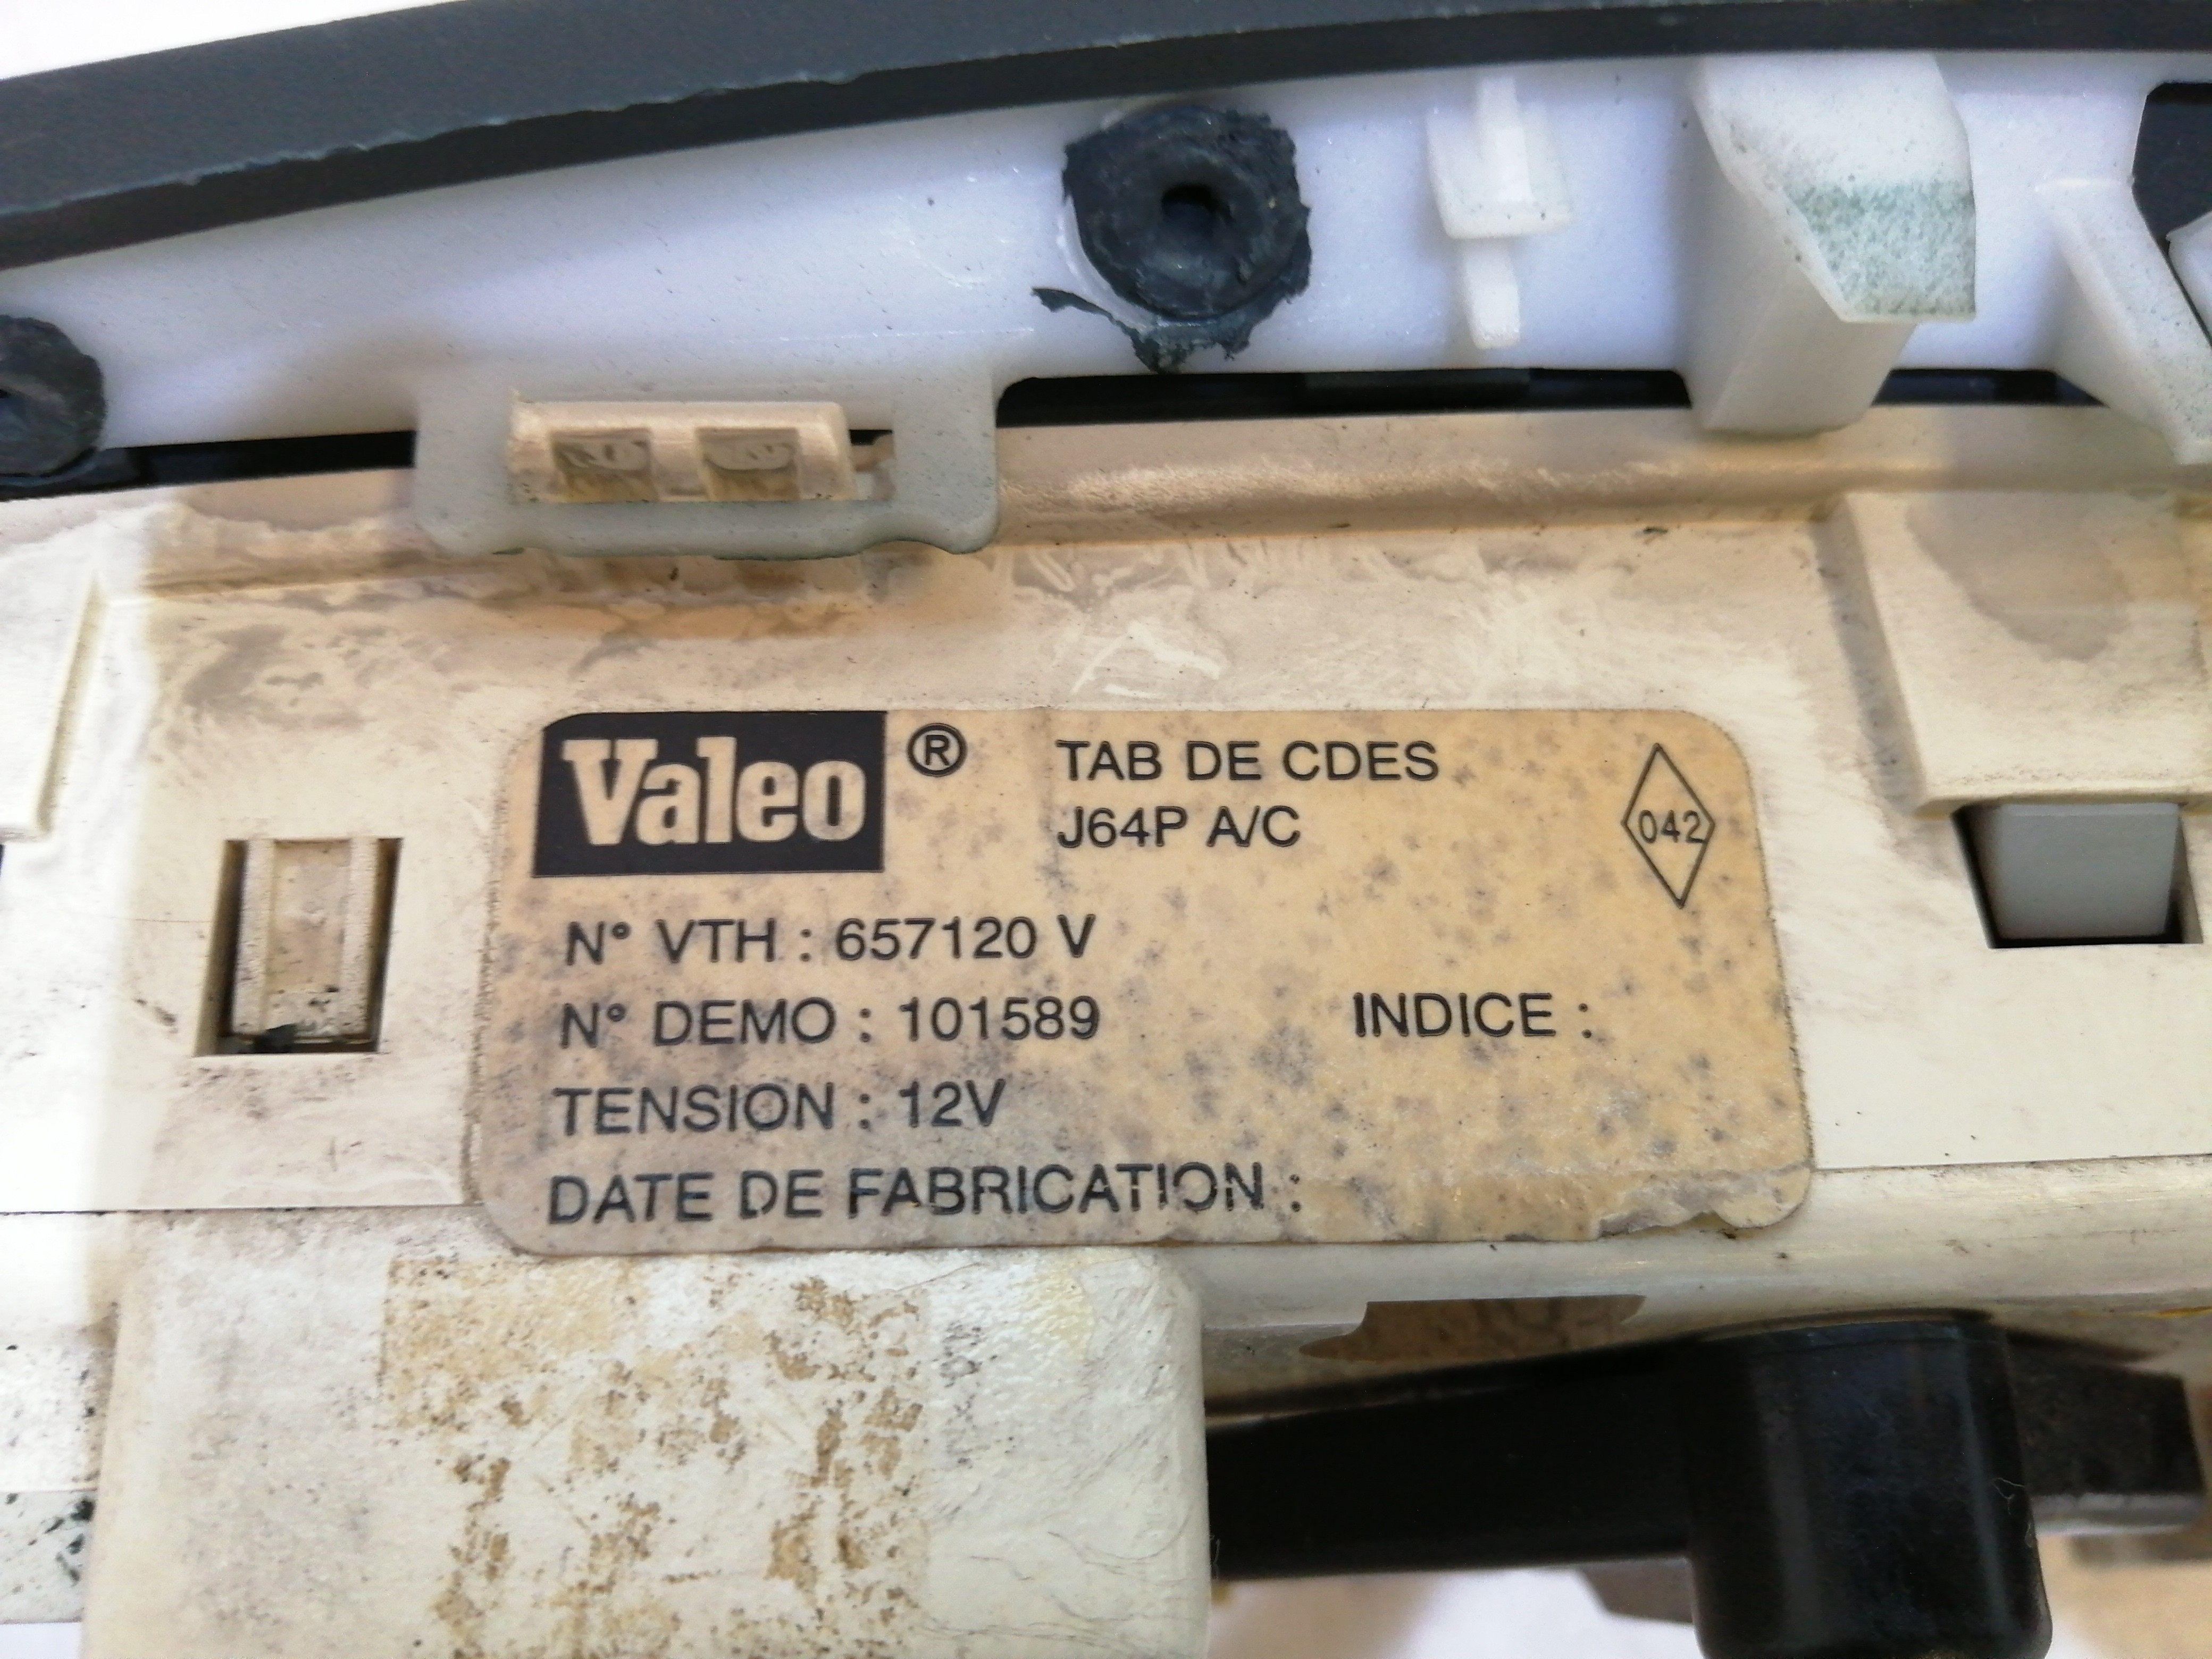 Valeo ® TAB DE CDES
J64P A/C
042
N° VTH : 657120 V
N° DEMO : 101589 INDICE :
TENSION : 12V
DATE DE FABRICATION :